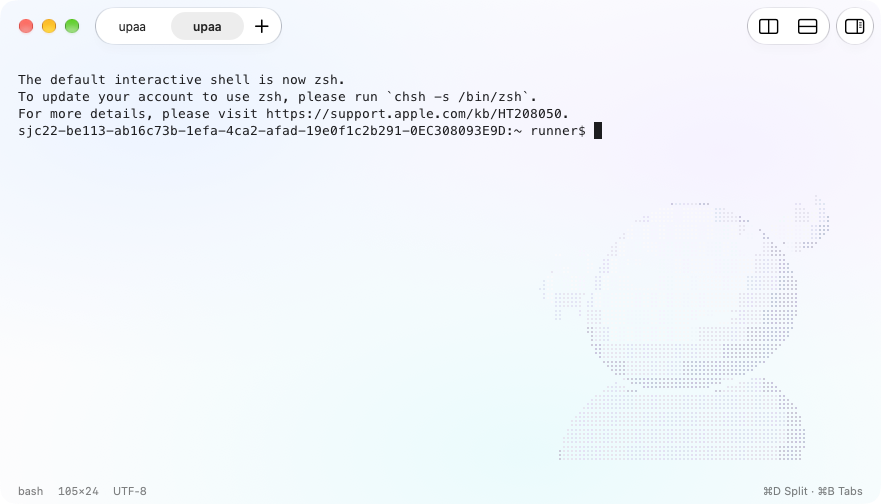 upaa upaa +
The default interactive shell is now zsh.
To update your account to use zsh, please run `chsh -s /bin/zsh`.
For more details, please visit https://support.apple.com/kb/HT208050.
sjc22-be113-ab16c73b-1efa-4ca2-afad-19e0f1c2b291-0EC308093E9D:~ runner$
bash 105×24 UTF-8 ⌘D Split · ⌘B Tabs